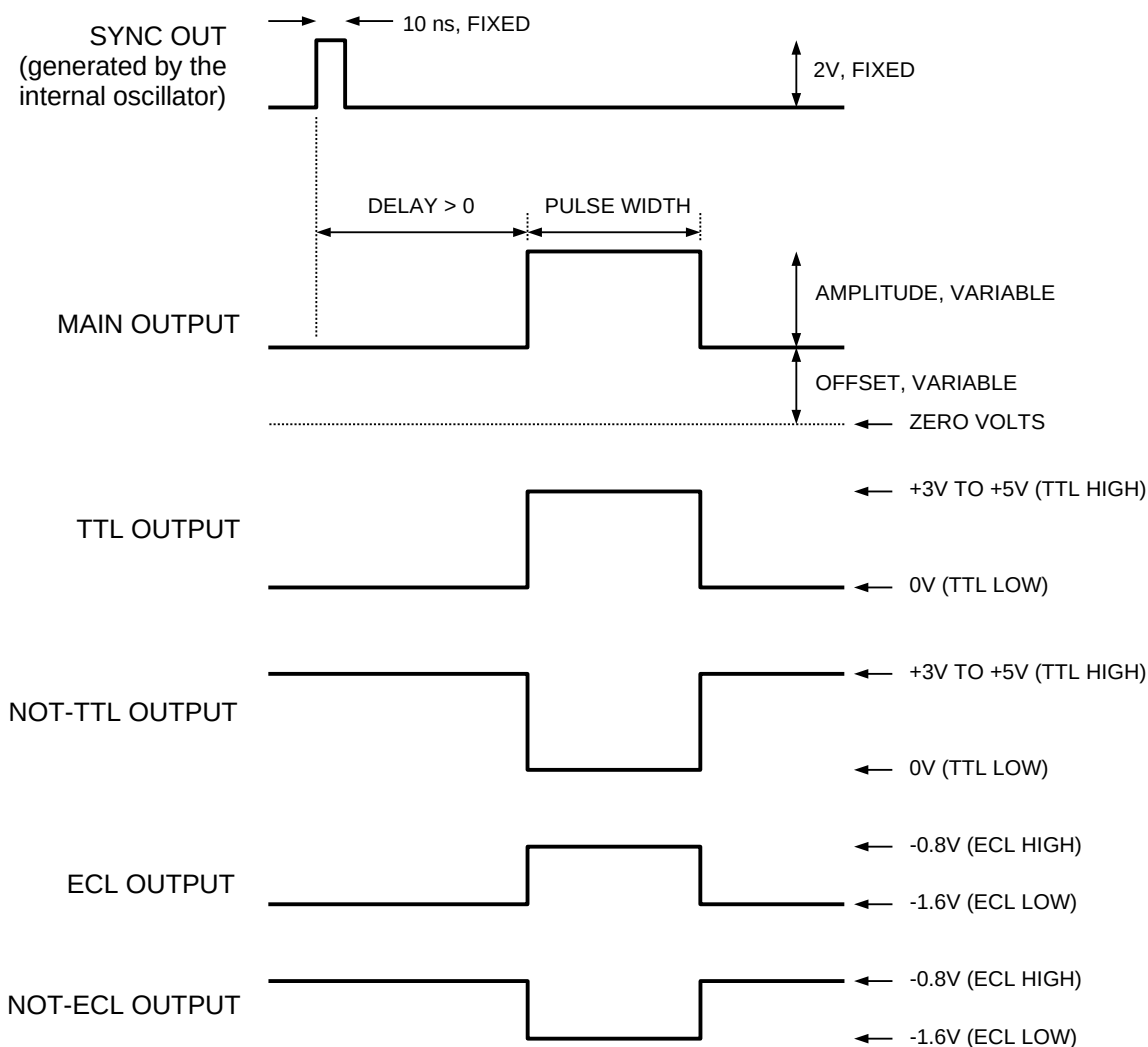 10 ns, FIXED
SYNC OUT
(generated by the
internal oscillator)
2V, FIXED
DELAY > 0
PULSE WIDTH
AMPLITUDE, VARIABLE
MAIN OUTPUT
OFFSET, VARIABLE
ZERO VOLTS
+3V TO +5V (TTL HIGH)
TTL OUTPUT
0V (TTL LOW)
+3V TO +5V (TTL HIGH)
NOT-TTL OUTPUT
0V (TTL LOW)
-0.8V (ECL HIGH)
ECL OUTPUT
-1.6V (ECL LOW)
-0.8V (ECL HIGH)
NOT-ECL OUTPUT
-1.6V (ECL LOW)